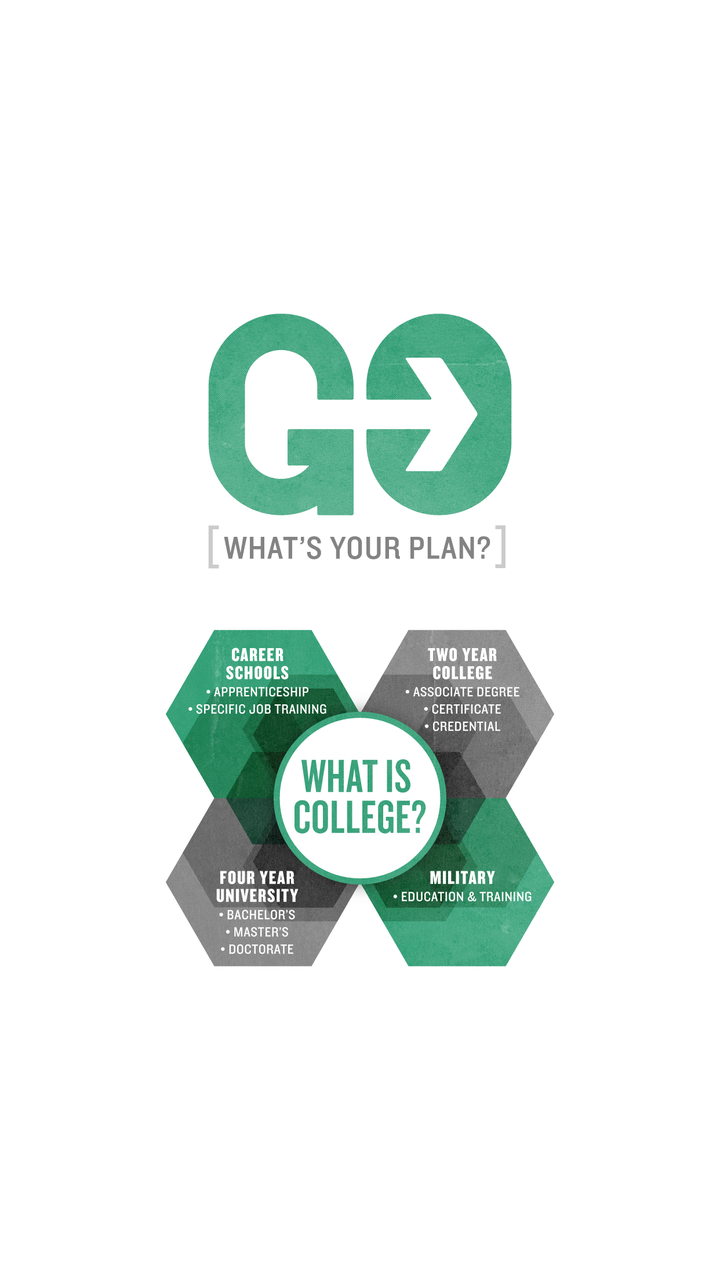 GO
[WHAT'S YOUR PLAN?]
CAREER
SCHOOLS
• APPRENTICESHIP
• SPECIFIC JOB TRAINING
TWO YEAR
COLLEGE
• ASSOCIATE DEGREE
• CERTIFICATE
• CREDENTIAL
WHAT IS
COLLEGE?
FOUR YEAR
UNIVERSITY
• BACHELOR'S
• MASTER'S
• DOCTORATE
MILITARY
• EDUCATION & TRAINING